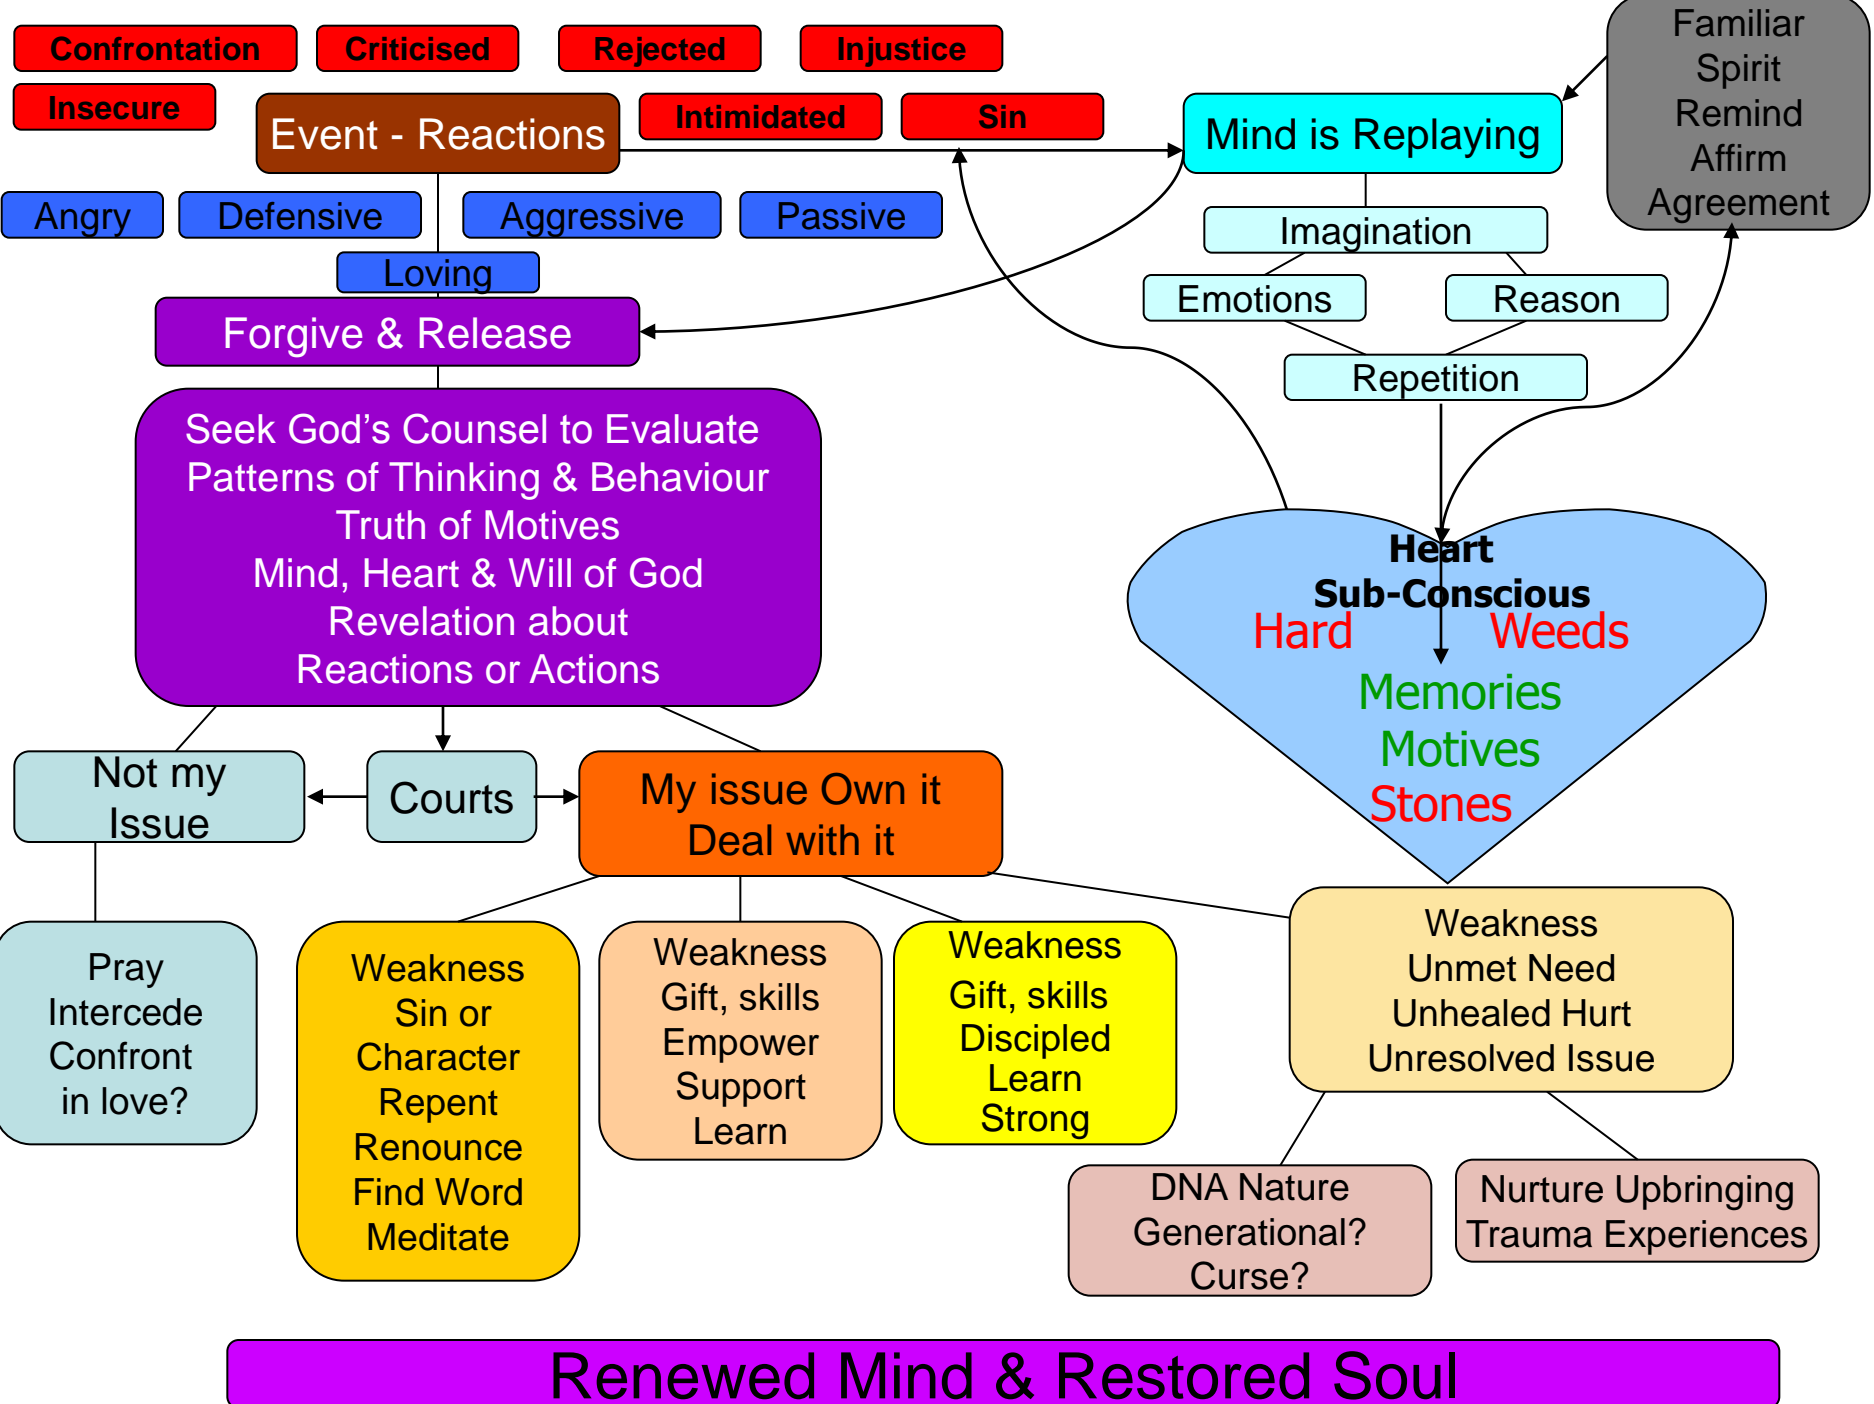 Confrontation
Criticised
Rejected
Injustice
Insecure
Event - Reactions
Intimidated
Sin
Angry
Defensive
Aggressive
Passive
Loving
Mind is Replaying
Familiar
Spirit
Remind
Affirm
Agreement
Imagination
Emotions
Reason
Repetition
Forgive & Release
Seek God’s Counsel to Evaluate
Patterns of Thinking & Behaviour
Truth of Motives
Mind, Heart & Will of God
Revelation about
Reactions or Actions
Heart
Sub-Conscious
Hard
Weeds
Memories
Motives
Stones
Not my
Issue
Courts
My issue Own it
Deal with it
Pray
Intercede
Confront
in love?
Weakness
Sin or
Character
Repent
Renounce
Find Word
Meditate
Weakness
Gift, skills
Empower
Support
Learn
Weakness
Gift, skills
Discipled
Learn
Strong
Weakness
Unmet Need
Unhealed Hurt
Unresolved Issue
DNA Nature
Generational?
Curse?
Nurture Upbringing
Trauma Experiences
Renewed Mind & Restored Soul